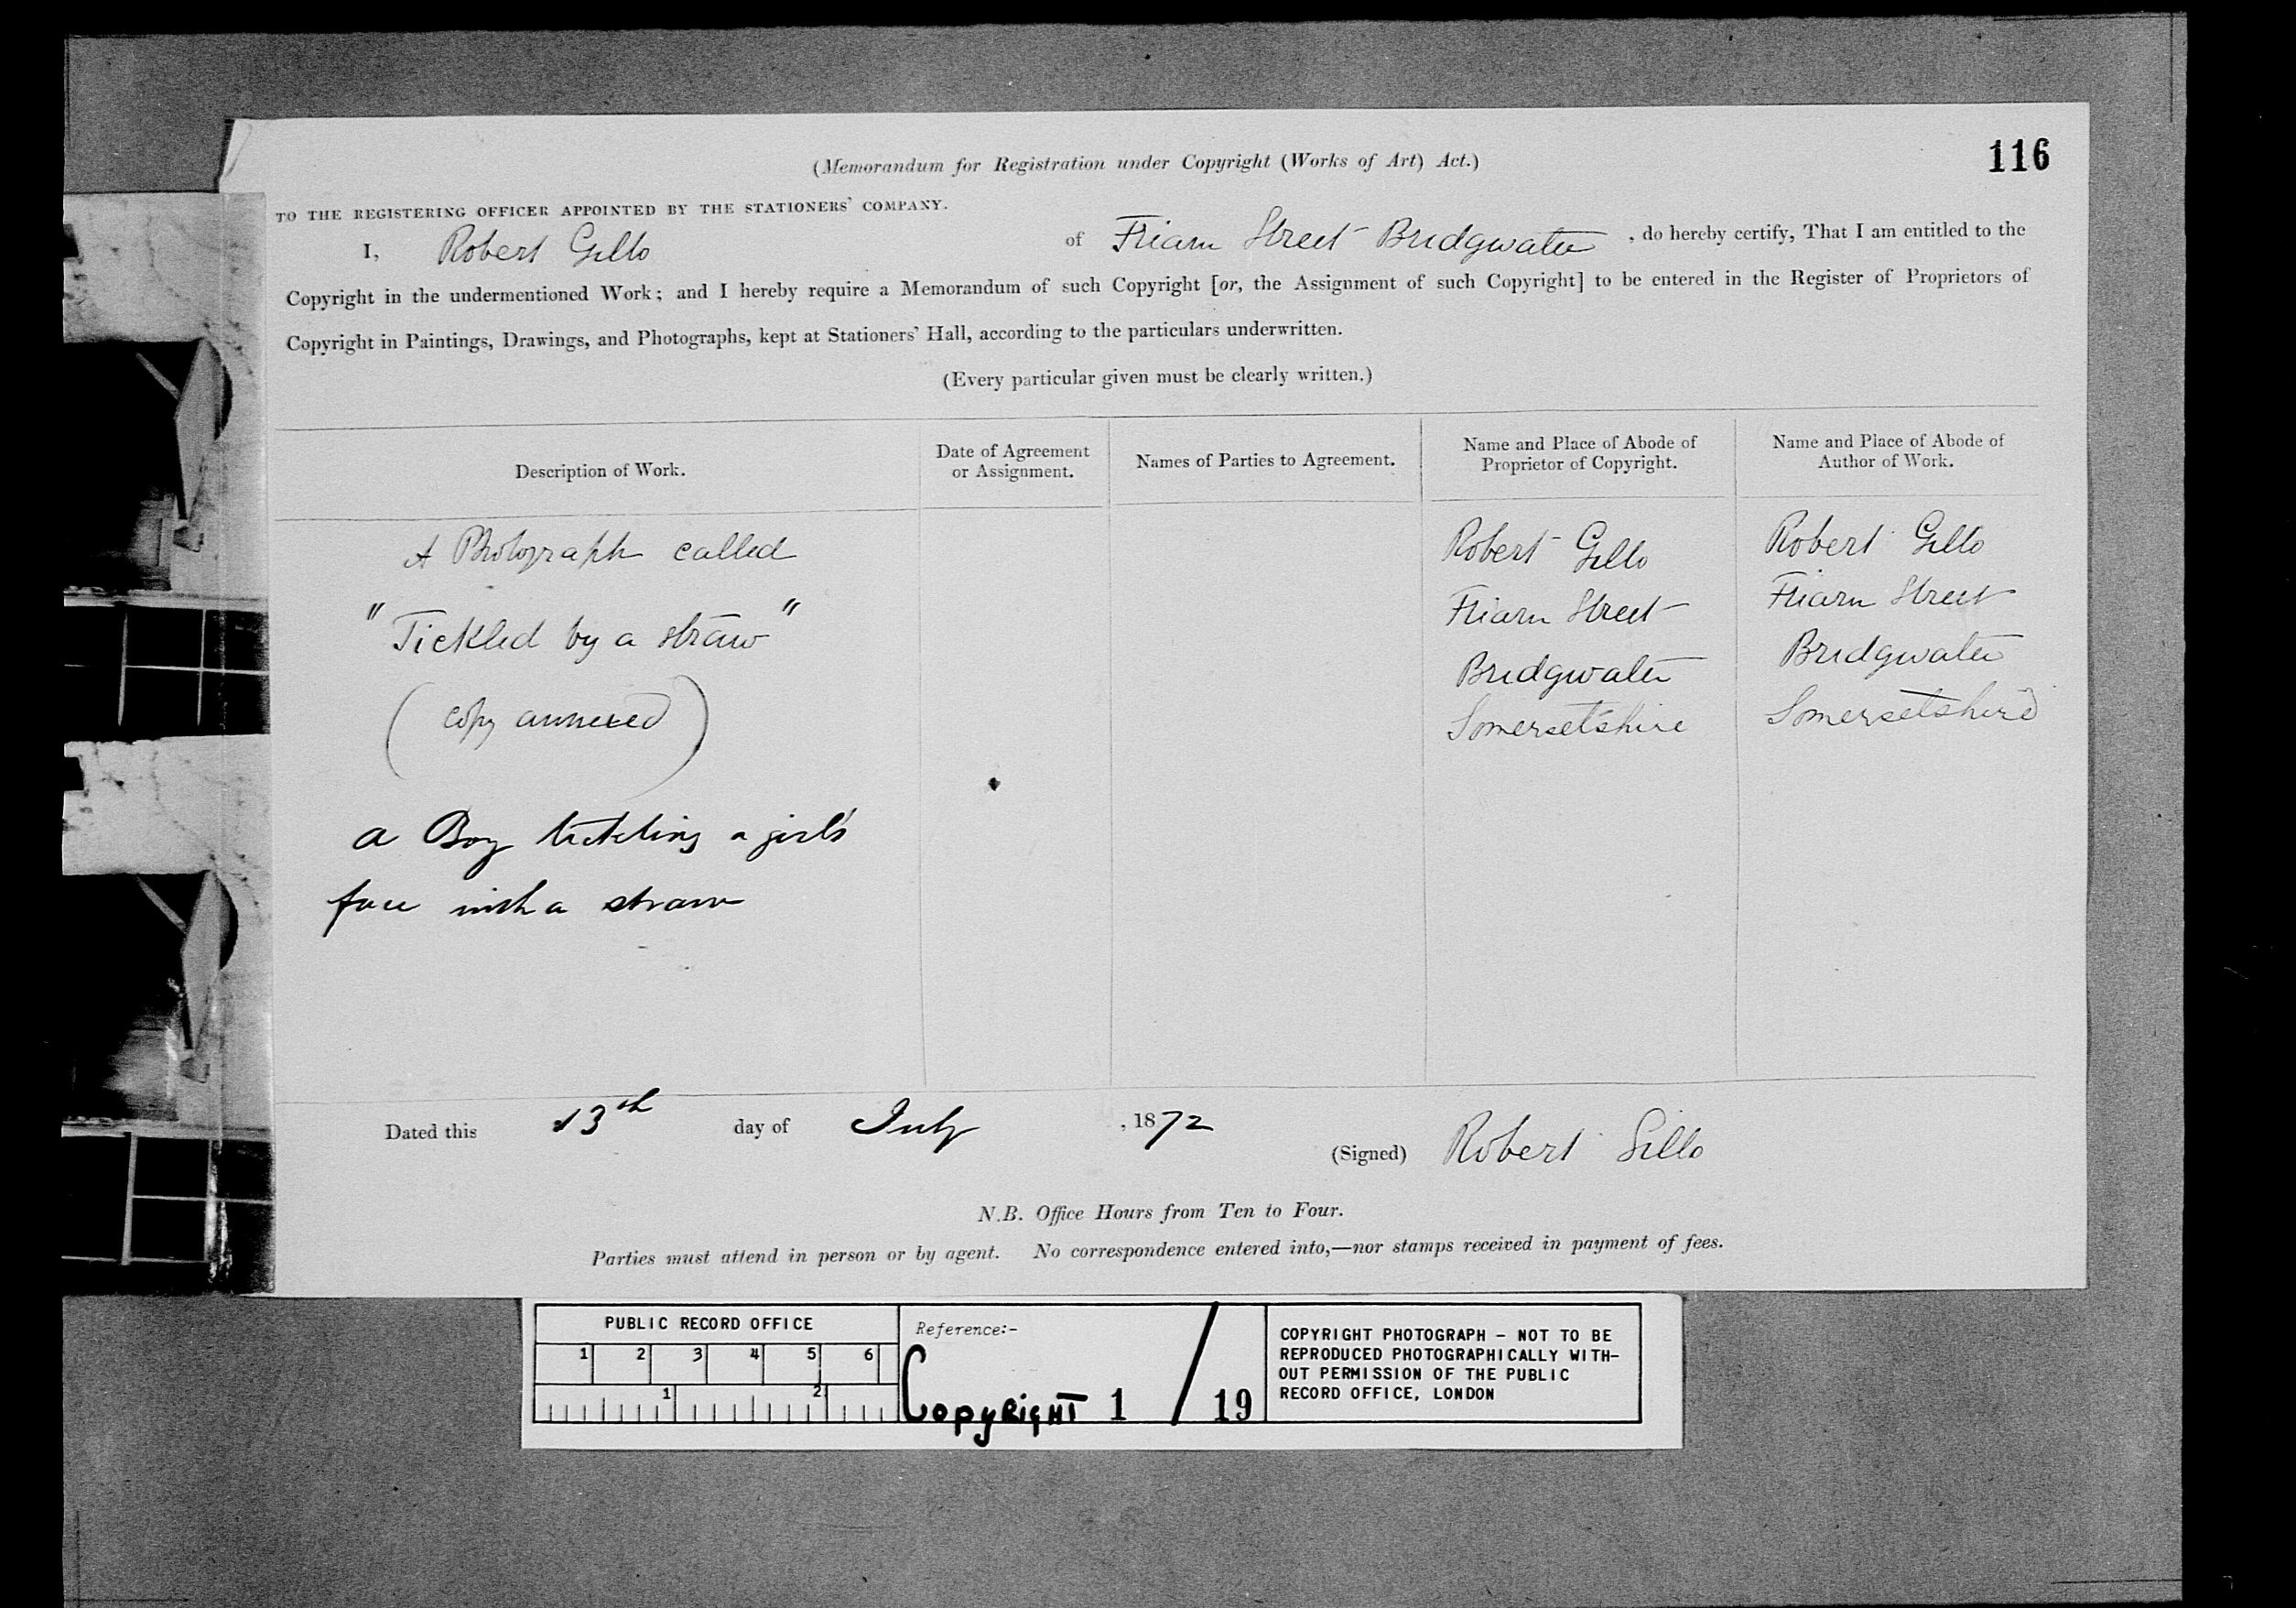 116
(Memorandum for Registration under Copyright (Works of Art) Act.)
TO THE REGISTERING OFFICER APPOINTED BY THE STATIONERS' COMPANY.
I, Robert Gillo of Friarn Street Bridgwater , do hereby certify, That I am entitled to the
Copyright in the undermentioned Work; and I hereby require a Memorandum of such Copyright [or, the Assignment of such Copyright] to be entered in the Register of Proprietors of
Copyright in Paintings, Drawings, and Photographs, kept at Stationers' Hall, according to the particulars underwritten.
(Every particular given must be clearly written.)
Description of Work.
Date of Agreement
or Assignment.
Names of Parties to Agreement.
Name and Place of Abode of
Proprietor of Copyright.
Name and Place of Abode of
Author of Work.
A Photograph called
"Tickled by a straw"
(copy annexed)
a Boy tickling a girl's
face with a straw
Robert Gillo
Friarn Street
Bridgwater
Somersetshire
Robert Gillo
Friarn Street
Bridgwater
Somersetshire
Dated this 13th day of July , 1872
(Signed) Robert Gillo
N.B. Office Hours from Ten to Four.
Parties must attend in person or by agent. No correspondence entered into,—nor stamps received in payment of fees.
PUBLIC RECORD OFFICE
1 2 3 4 5 6
1 2
Reference:-
Copyright 1 / 19
COPYRIGHT PHOTOGRAPH - NOT TO BE
REPRODUCED PHOTOGRAPHICALLY WITH-
OUT PERMISSION OF THE PUBLIC
RECORD OFFICE, LONDON